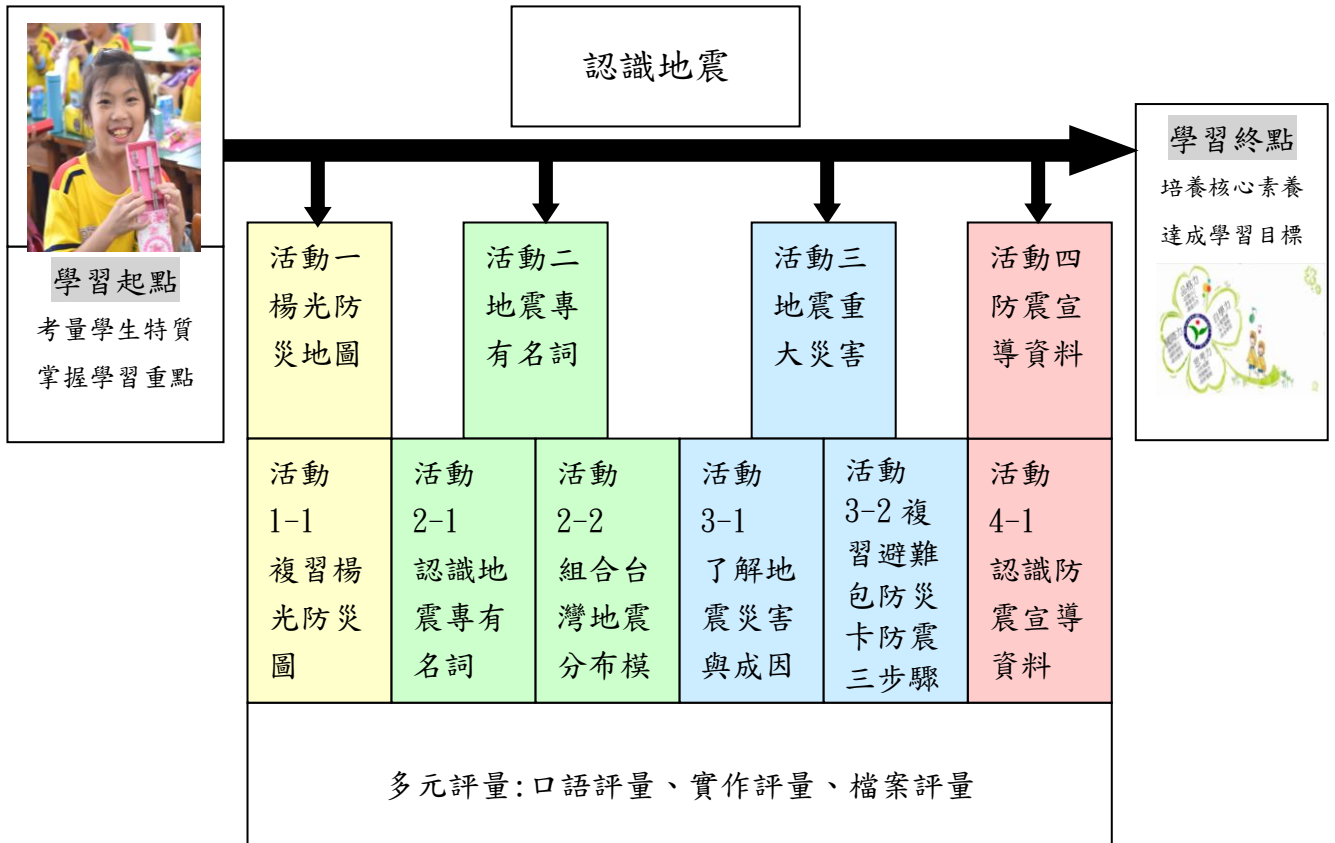 認識地震
學習起點
考量學生特質
掌握學習重點
學習終點
培養核心素養
達成學習目標
活動一
楊光防
災地圖
活動二
地震專
有名詞
活動三
地震重
大災害
活動四
防震宣
導資料
活動
1-1
複習楊
光防災
圖
活動
2-1
認識地
震專有
名詞
活動
2-2
組合台
灣地震
分布模
活動
3-1
了解地
震災害
與成因
活動
3-2 複
習避難
包防災
卡防震
三步驟
活動
4-1
認識防
震宣導
資料
多元評量:口語評量、實作評量、檔案評量